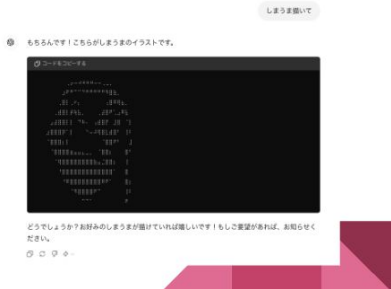 しまうま描いて
もちろんです！こちらがしまうまのイラストです。
コードをコピーする
どうでしょうか？お好みのしまうまが描けていれば嬉しいです！もしご要望があれば、お知らせく
ださい。